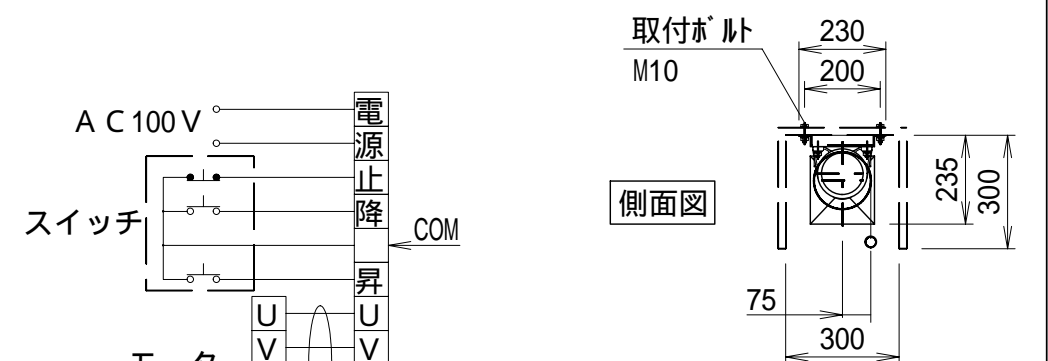 取付ボルト
M10
230
200
AC100V
電
源
止
降
COM
昇
スイッチ
U
U
V
V
モータ
側面図
235
300
75
300